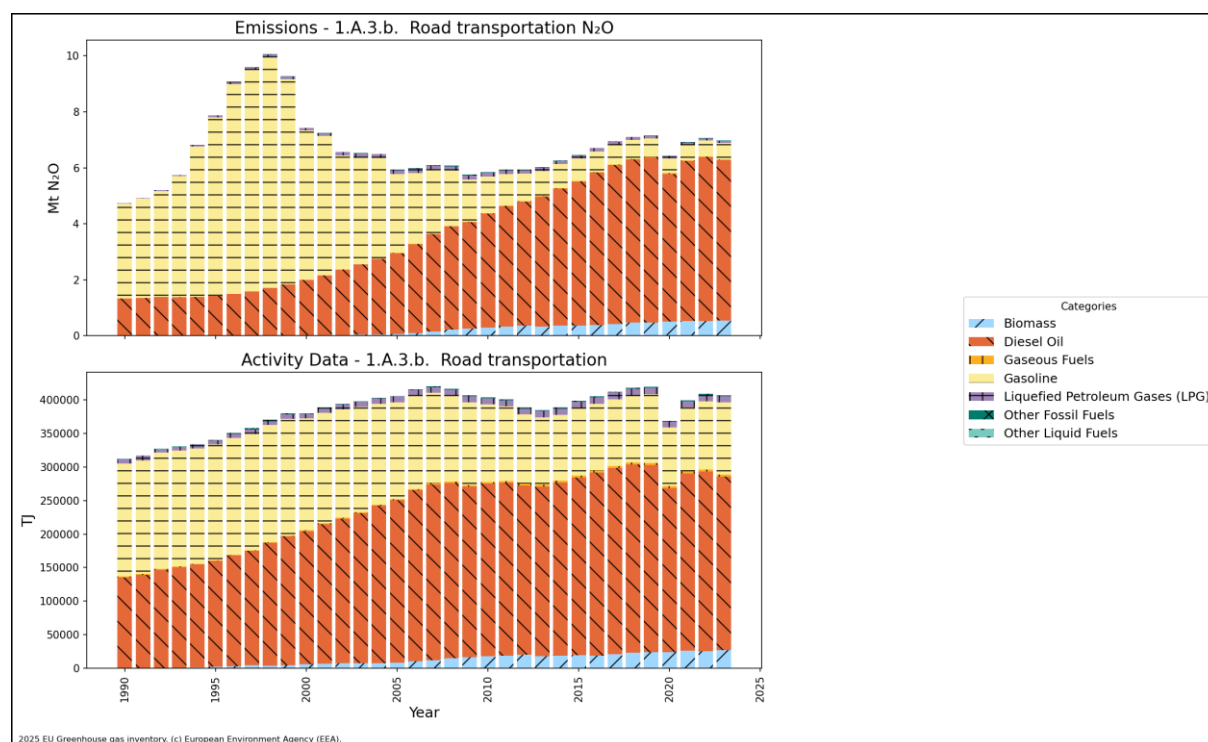 Emissions - 1.A.3.b.  Road transportation N₂O
10
8
6
4
2
0
Mt N₂O
Activity Data - 1.A.3.b.  Road transportation
400000
350000
300000
250000
200000
150000
100000
50000
0
TJ
1990
1995
2000
2005
2010
2015
2020
2025
Year
Categories
Biomass
Diesel Oil
Gaseous Fuels
Gasoline
Liquefied Petroleum Gases (LPG)
Other Fossil Fuels
Other Liquid Fuels
2025 EU Greenhouse gas inventory, (c) European Environment Agency (EEA).